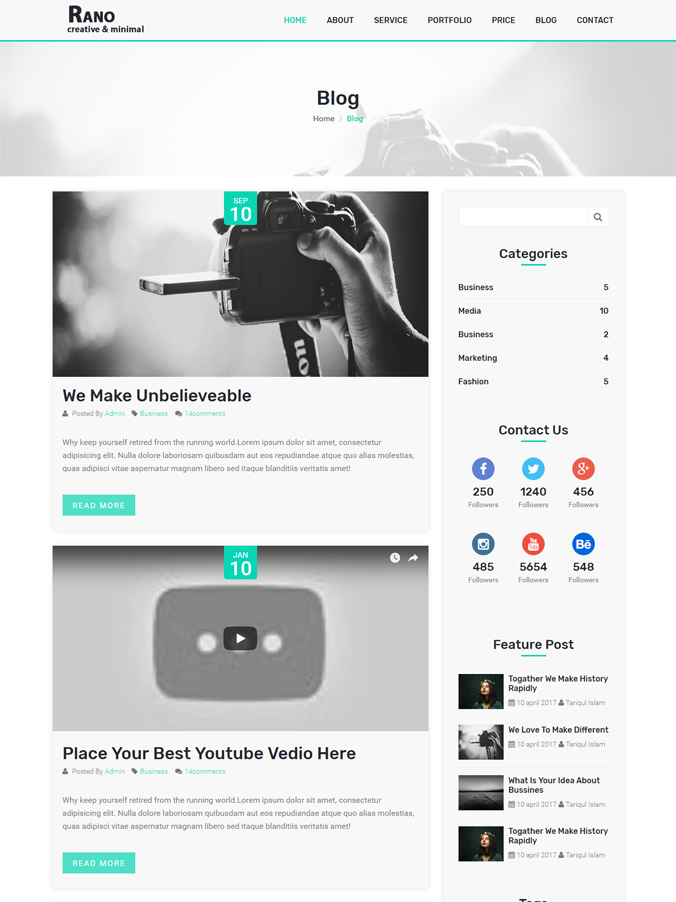 RANO
creative & minimal
HOME ABOUT SERVICE PORTFOLIO PRICE BLOG CONTACT
Blog
Home / Blog
SEP
10
We Make Unbelieveable
Posted By Admin Business 14comments
Why keep yourself retired from the running world.Lorem ipsum dolor sit amet, consectetur
adipisicing elit. Nulla dolore laboriosam quibusdam aut eos repudiandae atque quo alias molestias,
quas adipisci vitae aspernatur magnam libero sed itaque blanditiis veritatis amet!
READ MORE
JAN
10
Place Your Best Youtube Vedio Here
Posted By Admin Business 14comments
Why keep yourself retired from the running world.Lorem ipsum dolor sit amet, consectetur
adipisicing elit. Nulla dolore laboriosam quibusdam aut eos repudiandae atque quo alias molestias,
quas adipisci vitae aspernatur magnam libero sed itaque blanditiis veritatis amet!
READ MORE
Categories
Business 5
Media 10
Business 2
Marketing 4
Fashion 5
Contact Us
250 1240 456
Followers Followers Followers
485 5654 548
Followers Followers Followers
Feature Post
Togather We Make History
Rapidly
10 april 2017 Tariqul Islam
We Love To Make Different
10 april 2017 Tariqul Islam
What Is Your Idea About
Bussines
10 april 2017 Tariqul Islam
Togather We Make History
Rapidly
10 april 2017 Tariqul Islam